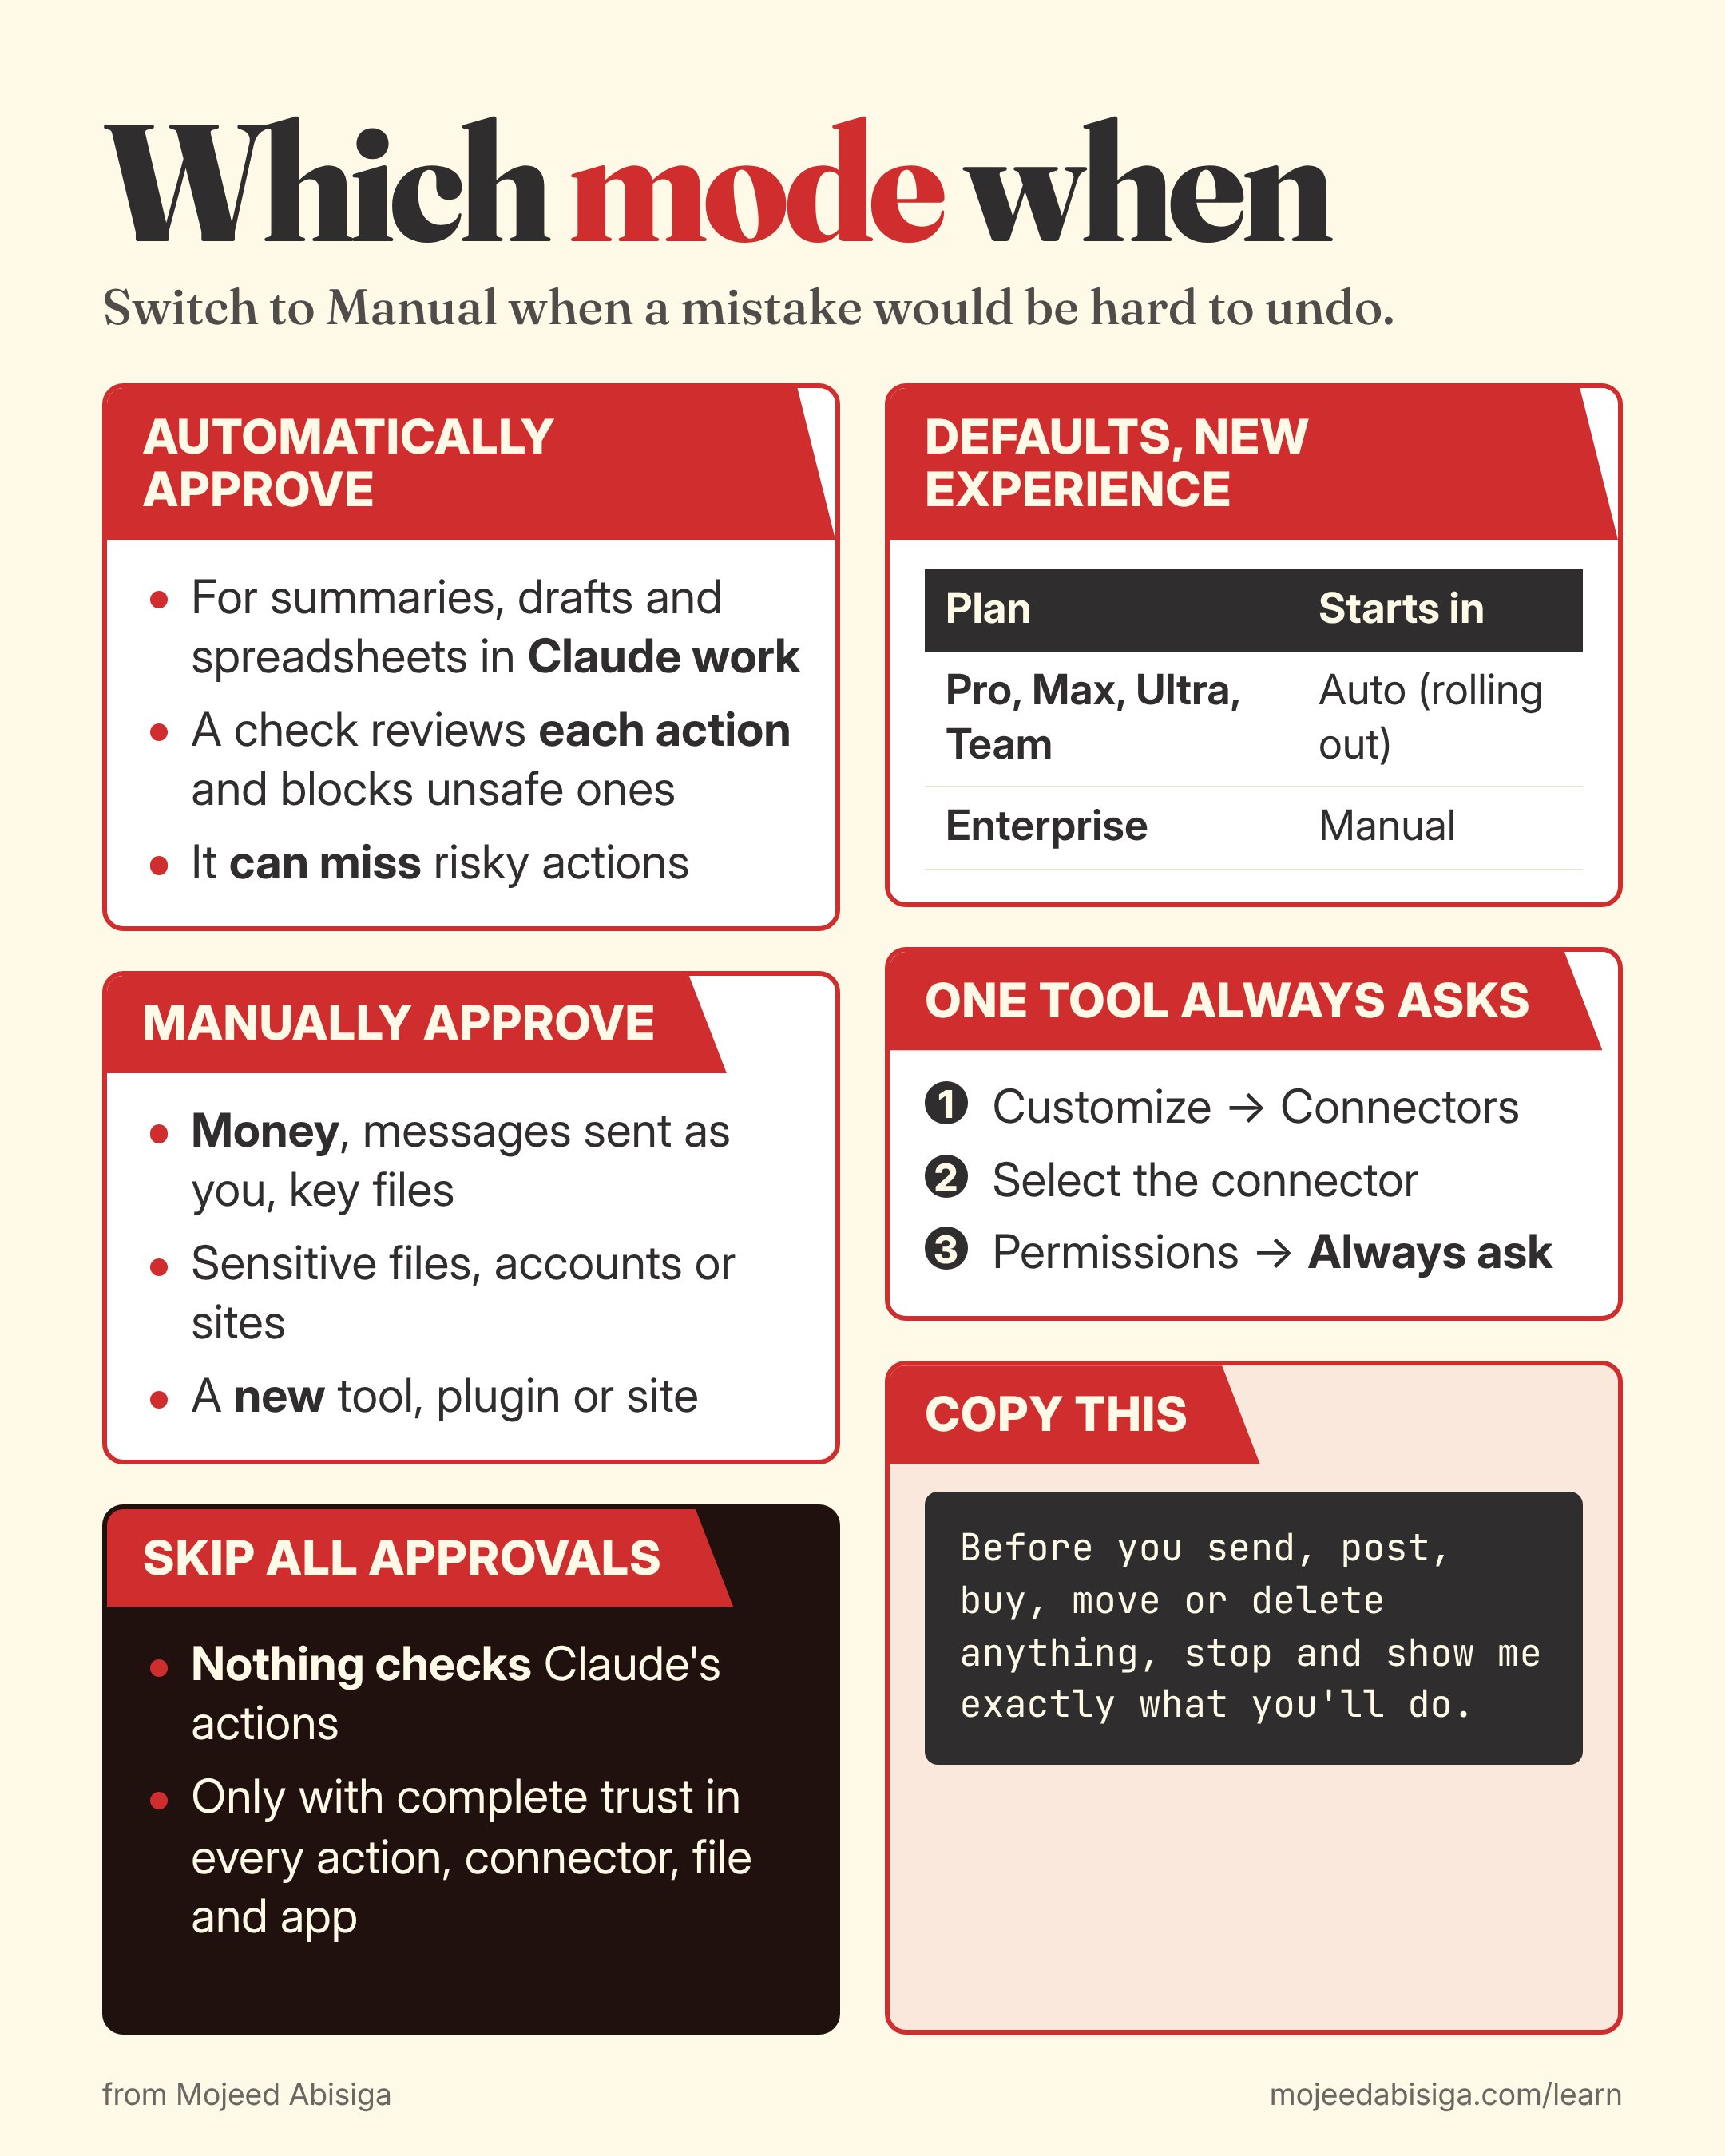 Which mode when
Switch to Manual when a mistake would be hard to undo.
AUTOMATICALLY
APPROVE
• For summaries, drafts and
spreadsheets in Claude work
• A check reviews each action
and blocks unsafe ones
• It can miss risky actions
MANUALLY APPROVE
• Money, messages sent as
you, key files
• Sensitive files, accounts or
sites
• A new tool, plugin or site
SKIP ALL APPROVALS
• Nothing checks Claude's
actions
• Only with complete trust in
every action, connector, file
and app
DEFAULTS, NEW
EXPERIENCE
Plan Starts in
Pro, Max, Ultra, Auto (rolling
Team out)
Enterprise Manual
ONE TOOL ALWAYS ASKS
1 Customize → Connectors
2 Select the connector
3 Permissions → Always ask
COPY THIS
Before you send, post,
buy, move or delete
anything, stop and show me
exactly what you'll do.
from Mojeed Abisiga
mojeedabisiga.com/learn